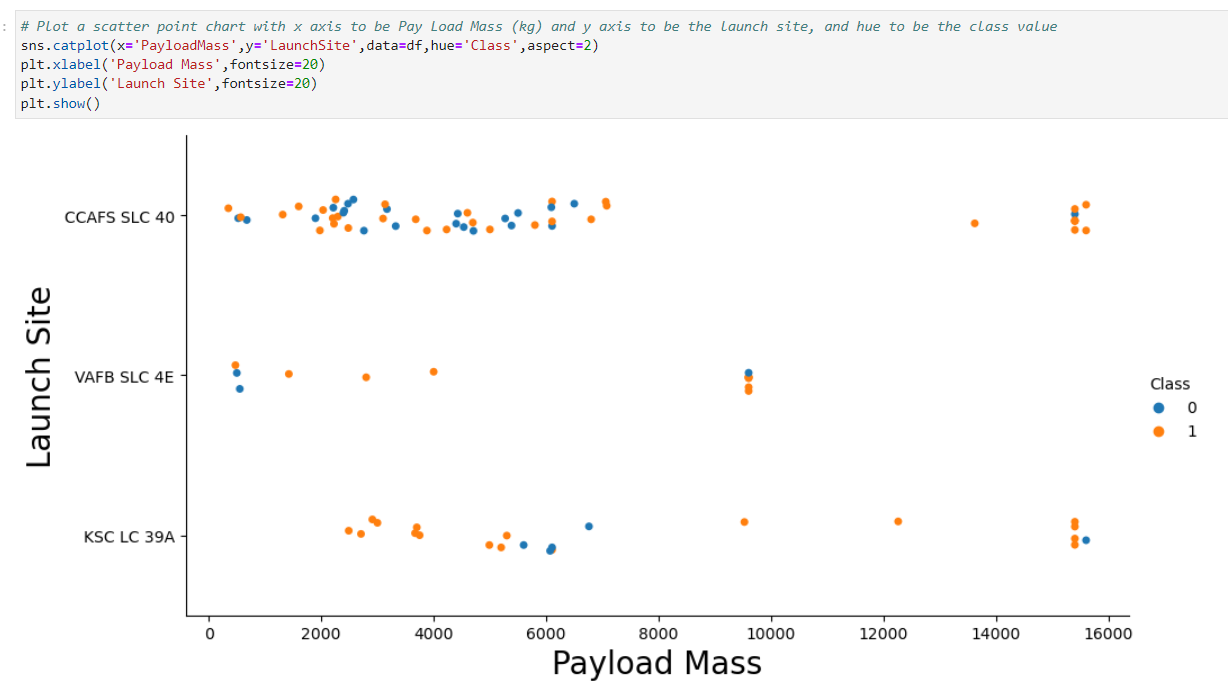 :
# Plot a scatter point chart with x axis to be Pay Load Mass (kg) and y axis to be the launch site, and hue to be the class value
sns.catplot(x='PayloadMass',y='LaunchSite',data=df,hue='Class',aspect=2)
plt.xlabel('Payload Mass',fontsize=20)
plt.ylabel('Launch Site',fontsize=20)
plt.show()
Launch Site
CCAFS SLC 40
VAFB SLC 4E
KSC LC 39A
Class
0
1
0 2000 4000 6000 8000 10000 12000 14000 16000
Payload Mass